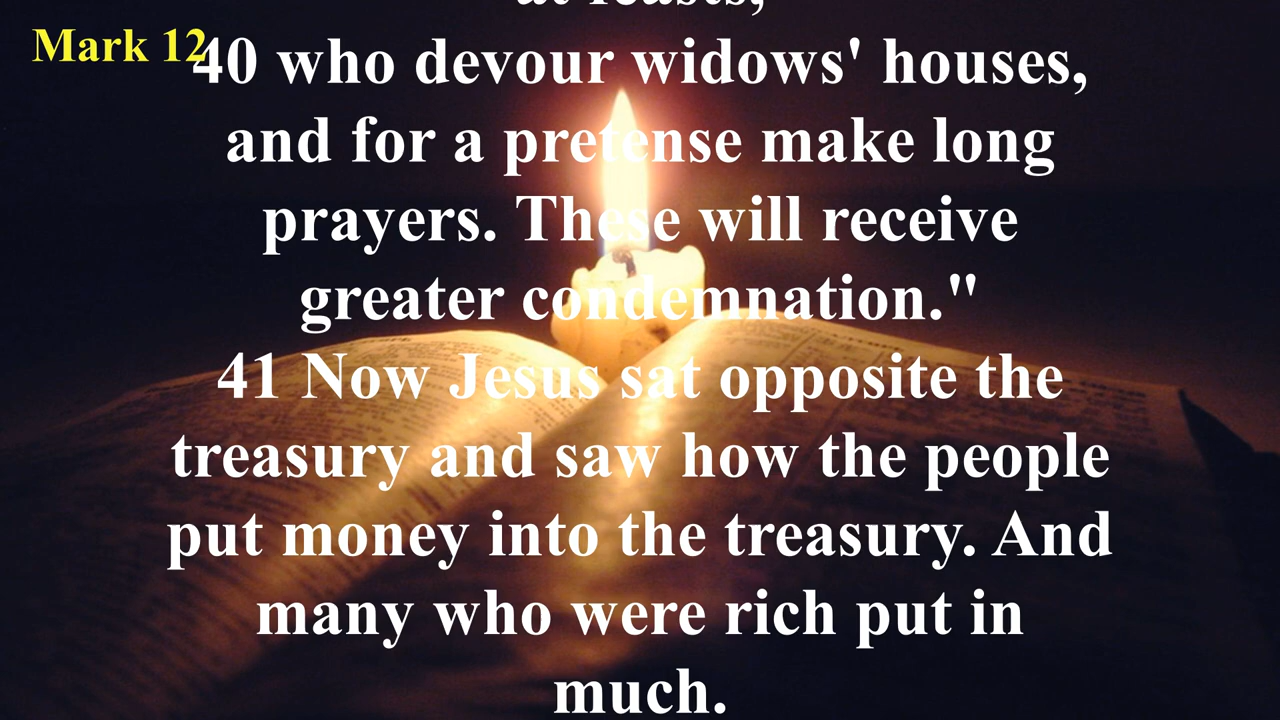 at feasts,
Mark 12
40 who devour widows' houses,
and for a pretense make long
prayers. These will receive
greater condemnation."
41 Now Jesus sat opposite the
treasury and saw how the people
put money into the treasury. And
many who were rich put in
much.